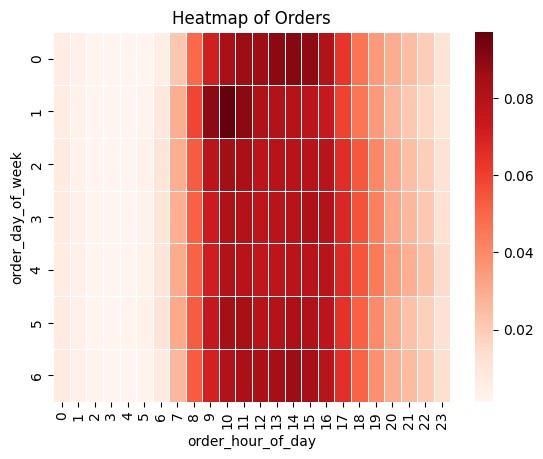 Heatmap of Orders
order_day_of_week
0
1
2
3
4
5
6
0 1 2 3 4 5 6 7 8 9 10 11 12 13 14 15 16 17 18 19 20 21 22 23
order_hour_of_day
0.08
0.06
0.04
0.02